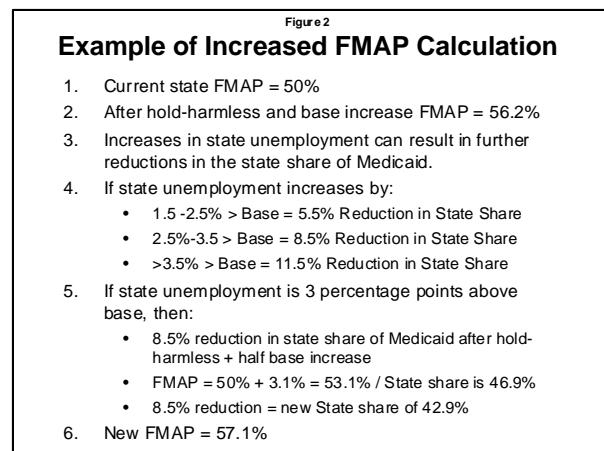 Figure 2
Example of Increased FMAP Calculation
1. Current state FMAP = 50%
2. After hold-harmless and base increase FMAP = 56.2%
3. Increases in state unemployment can result in further
reductions in the state share of Medicaid.
4. If state unemployment increases by:
• 1.5 -2.5% > Base = 5.5% Reduction in State Share
• 2.5%-3.5 > Base = 8.5% Reduction in State Share
• >3.5% > Base = 11.5% Reduction in State Share
5. If state unemployment is 3 percentage points above
base, then:
• 8.5% reduction in state share of Medicaid after hold-
harmless + half base increase
• FMAP = 50% + 3.1% = 53.1% / State share is 46.9%
• 8.5% reduction = new State share of 42.9%
6. New FMAP = 57.1%